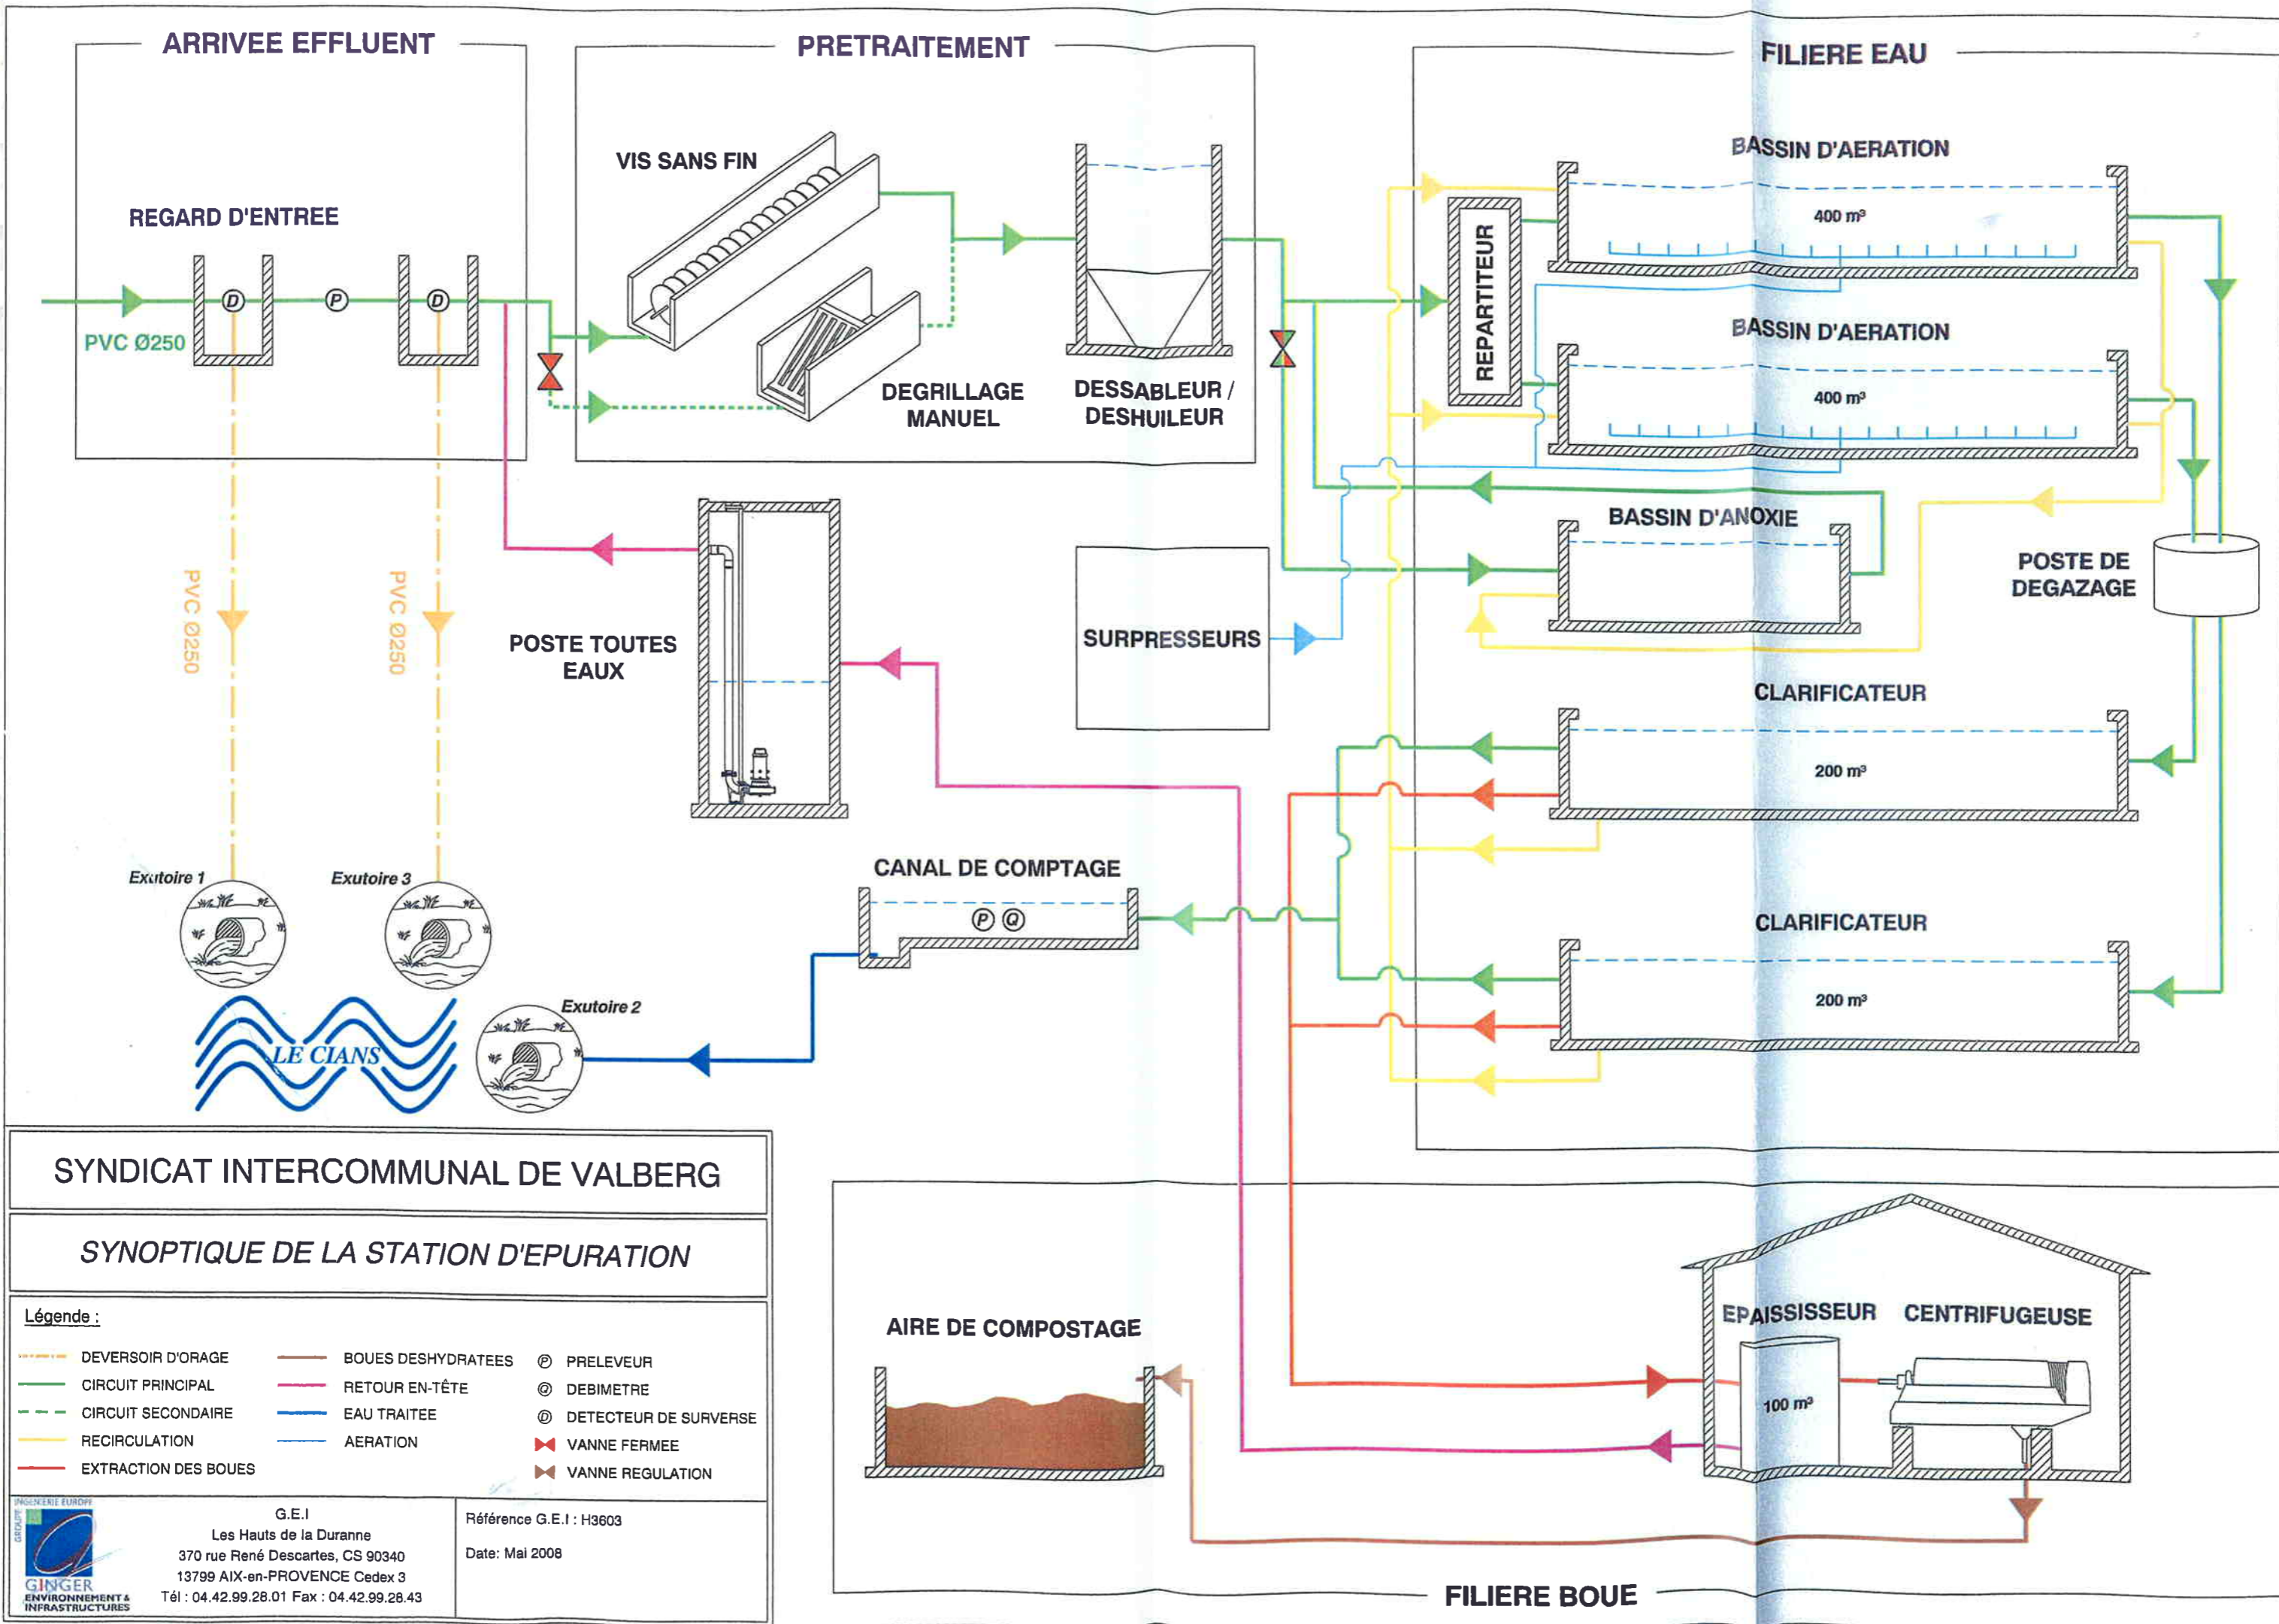 ARRIVEE EFFLUENT
PRETRAITEMENT
FILIERE EAU
VIS SANS FIN
BASSIN D'AERATION
400 m³
REGARD D'ENTREE
D
P
D
PVC Ø250
REPARTITEUR
BASSIN D'AERATION
400 m³
DEGRILLAGE
MANUEL
DESSABLEUR /
DESHUILEUR
BASSIN D'ANOXIE
POSTE DE
DEGAZAGE
PVC Ø250
PVC Ø250
POSTE TOUTES
EAUX
SURPRESSEURS
CLARIFICATEUR
200 m³
CANAL DE COMPTAGE
P Q
Exutoire 1
Exutoire 3
CLARIFICATEUR
200 m³
Exutoire 2
LE CIANS
SYNDICAT INTERCOMMUNAL DE VALBERG
SYNOPTIQUE DE LA STATION D'EPURATION
Légende :
DEVERSOIR D'ORAGE
CIRCUIT PRINCIPAL
CIRCUIT SECONDAIRE
RECIRCULATION
EXTRACTION DES BOUES
BOUES DESHYDRATEES
RETOUR EN-TÊTE
EAU TRAITEE
AERATION
P PRELEVEUR
Q DEBIMETRE
D DETECTEUR DE SURVERSE
VANNE FERMEE
VANNE REGULATION
GROUPE
INGENIERIE EUROPE
GINGER
ENVIRONNEMENT &
INFRASTRUCTURES
G.E.I
Les Hauts de la Duranne
370 rue René Descartes, CS 90340
13799 AIX-en-PROVENCE Cedex 3
Tél : 04.42.99.28.01 Fax : 04.42.99.28.43
Référence G.E.I : H3603
Date: Mai 2008
AIRE DE COMPOSTAGE
EPAISSISSEUR
CENTRIFUGEUSE
100 m³
FILIERE BOUE